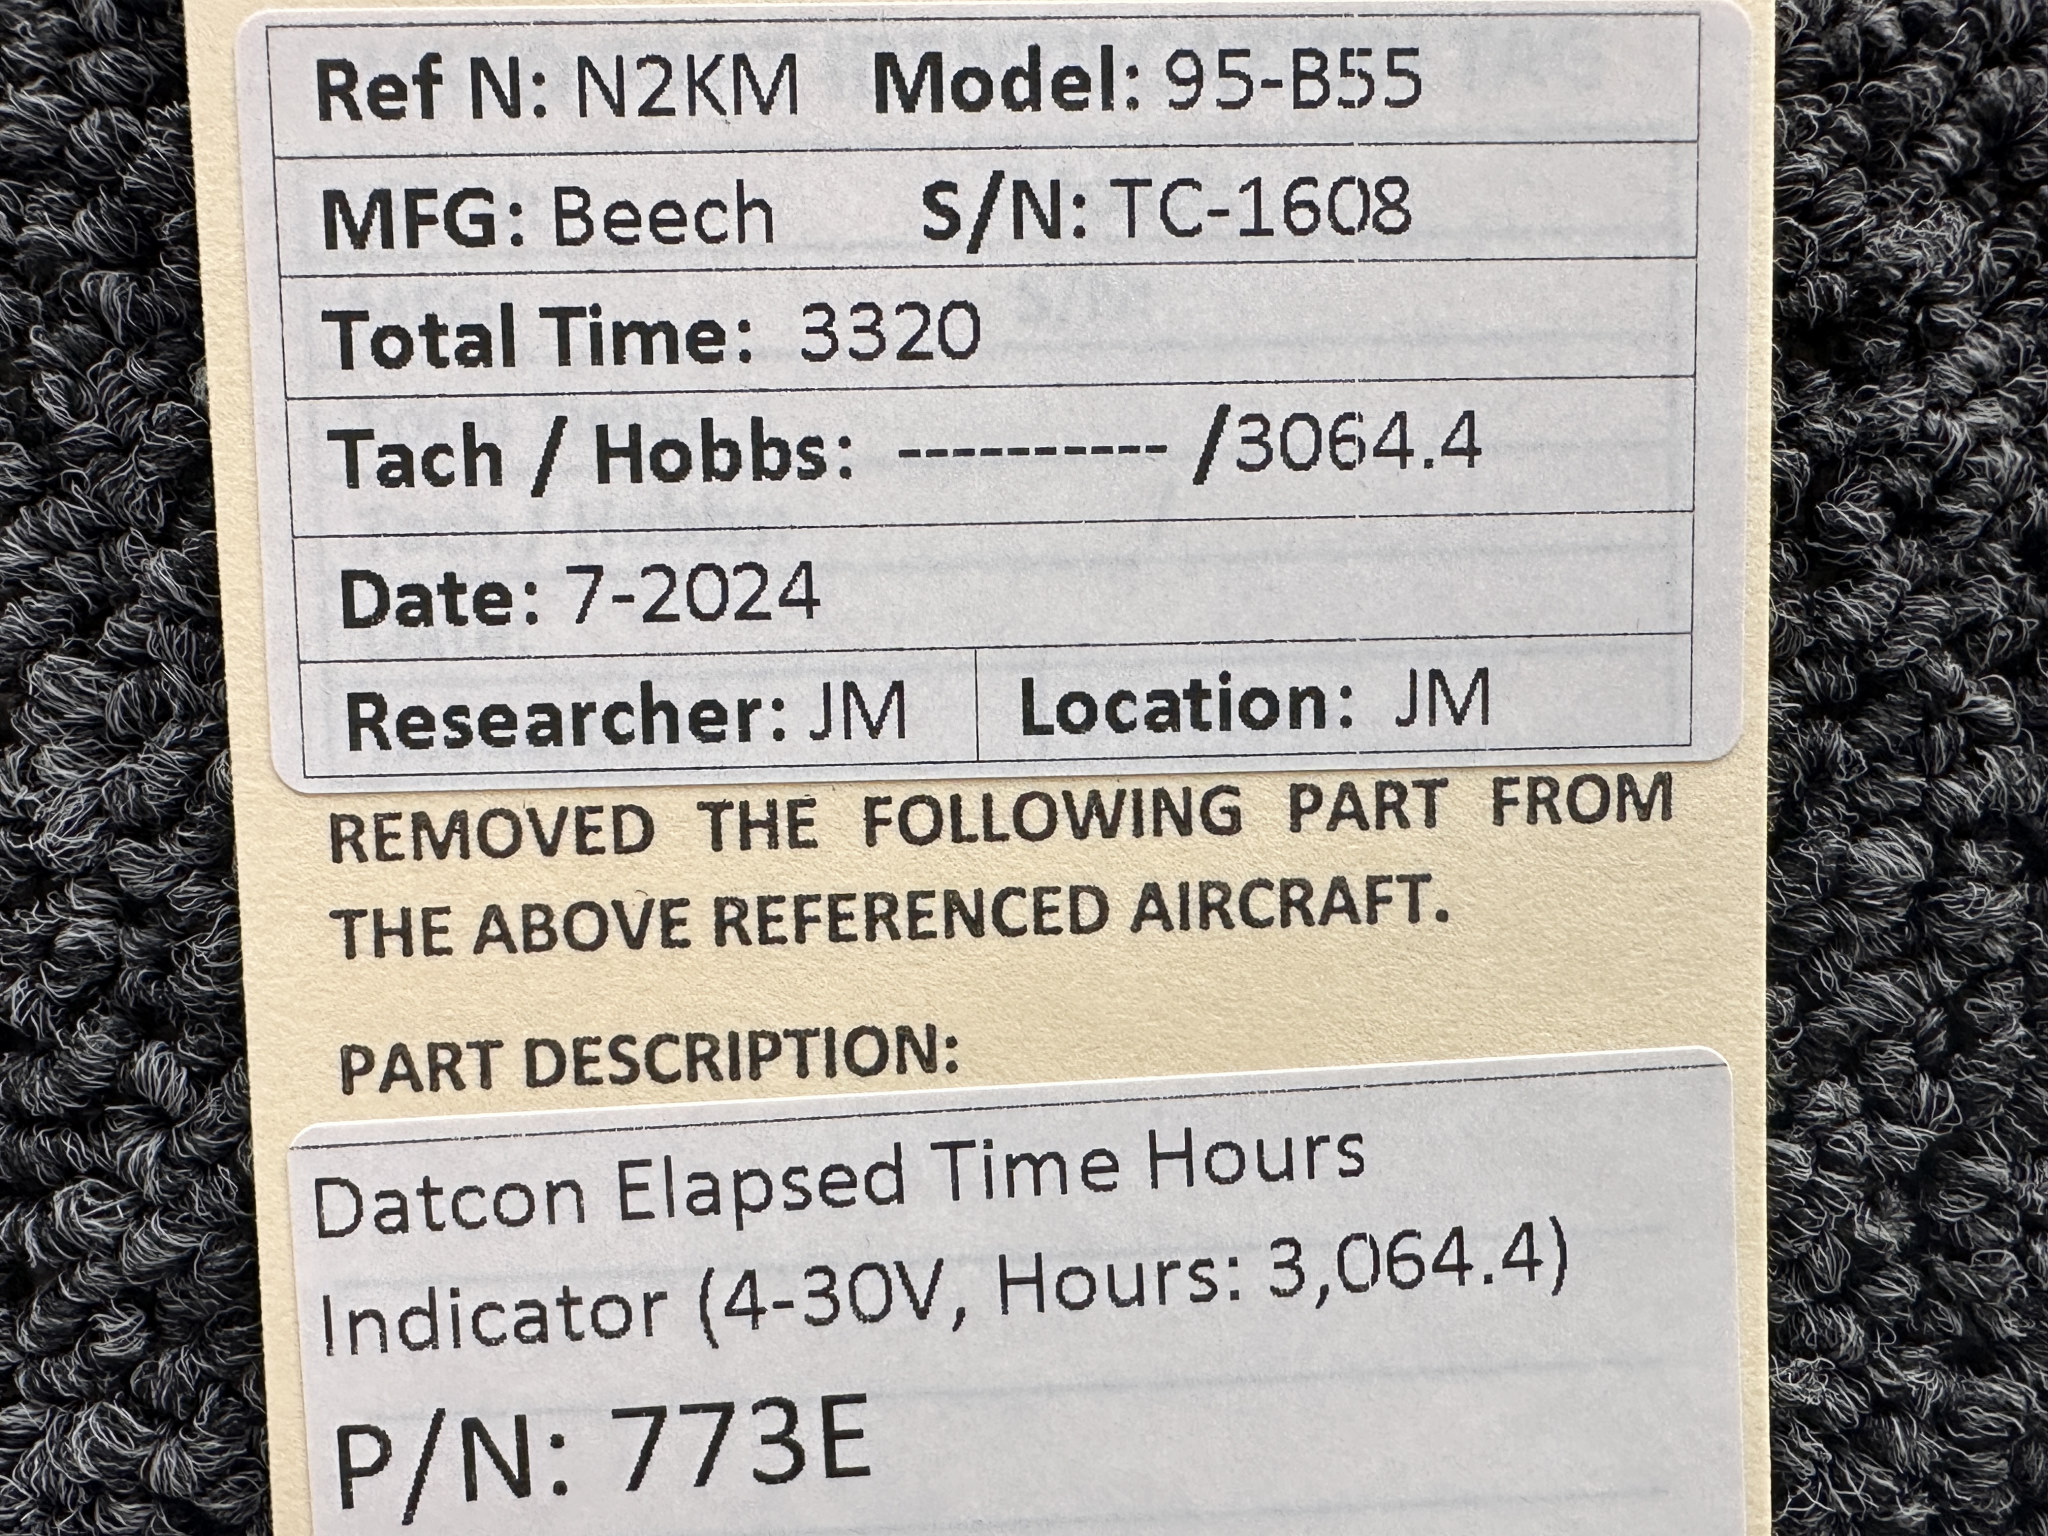 Ref N: N2KM Model: 95-B55
MFG: Beech S/N: TC-1608
Total Time: 3320
Tach / Hobbs: ---------- /3064.4
Date: 7-2024
Researcher: JM Location: JM
REMOVED THE FOLLOWING PART FROM
THE ABOVE REFERENCED AIRCRAFT.
PART DESCRIPTION:
Datcon Elapsed Time Hours
Indicator (4-30V, Hours: 3,064.4)
P/N: 773E